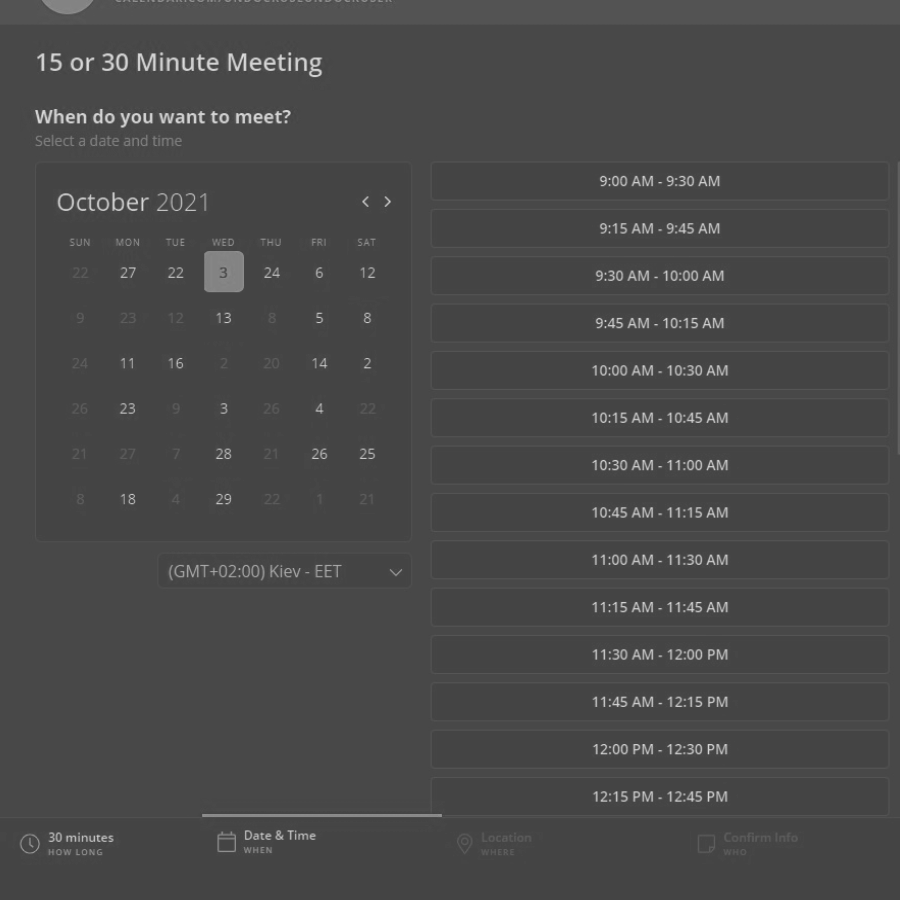 15 or 30 Minute Meeting
When do you want to meet?
Select a date and time
October 2021
SUN MON TUE WED THU FRI SAT
22 27 22 3 24 6 12
9 23 12 13 8 5 8
24 11 16 2 20 14 2
26 23 9 3 26 4 22
21 27 7 28 21 26 25
8 18 4 29 22 1 21
(GMT+02:00) Kiev - EET
9:00 AM - 9:30 AM
9:15 AM - 9:45 AM
9:30 AM - 10:00 AM
9:45 AM - 10:15 AM
10:00 AM - 10:30 AM
10:15 AM - 10:45 AM
10:30 AM - 11:00 AM
10:45 AM - 11:15 AM
11:00 AM - 11:30 AM
11:15 AM - 11:45 AM
11:30 AM - 12:00 PM
11:45 AM - 12:15 PM
12:00 PM - 12:30 PM
12:15 PM - 12:45 PM
30 minutes
HOW LONG
Date & Time
WHEN
Location
WHERE
Confirm Info
WHO